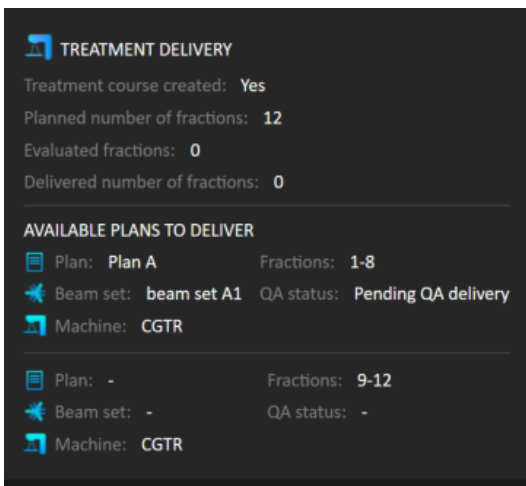 TREATMENT DELIVERY
Treatment course created: Yes
Planned number of fractions: 12
Evaluated fractions: 0
Delivered number of fractions: 0
AVAILABLE PLANS TO DELIVER
Plan: Plan A Fractions: 1-8
Beam set: beam set A1 QA status: Pending QA delivery
Machine: CGTR
Plan: - Fractions: 9-12
Beam set: - QA status: -
Machine: CGTR